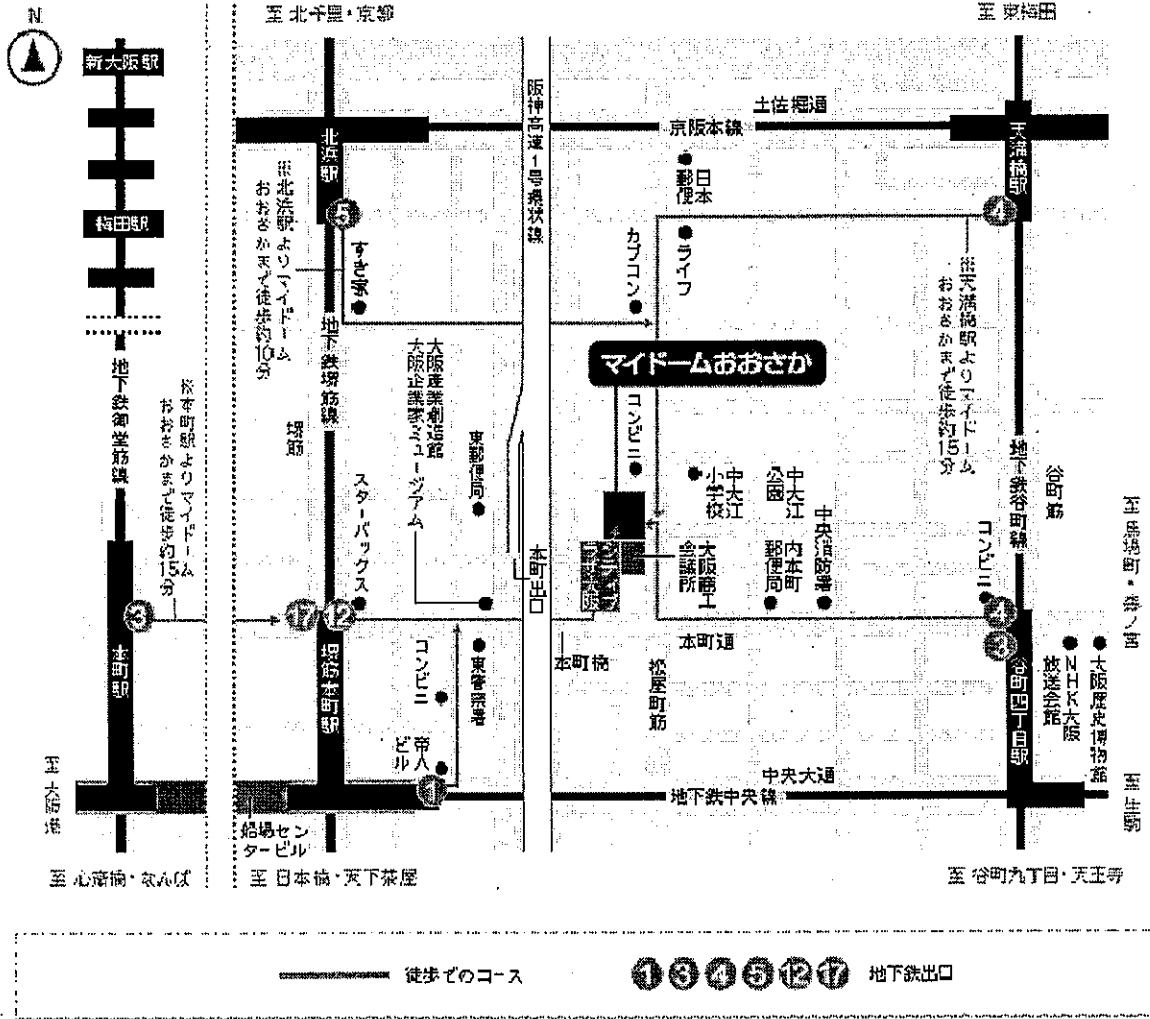 N
至 北千里・京都
至 東梅田
新大阪駅
梅田駅
地下鉄御堂筋線
※本町駅よりマイドーム
おおさかまで徒歩約15分
3
本町駅
至 大阪港
至 心斎橋・なんば
北浜駅
※北浜駅よりマイドーム
おおさかまで徒歩約10分
5
すき家
地下鉄堺筋線
堺筋
大阪産業創造館
大阪企業家ミュージアム
東郵便局
スターバックス
17
12
堺筋本町駅
コンビニ
東警察署
帝人
ビル
1
船場セン
タービル
至 日本橋・天下茶屋
阪神高速1号環状線
本町出口
本町橋
土佐堀通
京阪本線
日本
郵便
ライフ
カプコン
マイドームおおさか
コンビニ
中大江
小学校
中大江
公園
大阪商工
会議所
内本町
郵便局
中央消防署
本町通
松屋町筋
中央大通
地下鉄中央線
天満橋駅
4
※天満橋駅よりマイドーム
おおさかまで徒歩約15分
地下鉄谷町線
谷町筋
コンビニ
4
3
谷町四丁目駅
NHK大阪
放送会館
大阪歴史博物館
至 馬場町・森ノ宮
至 生駒
至 谷町九丁目・天王寺
徒歩でのコース
1 3 4 5 12 17 地下鉄出口